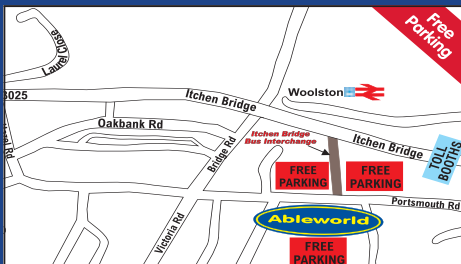 Free
Parking
Laurel Close
Woolston
3025
Itchen Bridge
Oakbank Rd
Itchen Bridge
Bus Interchange
Itchen Bridge
TOLL
BOOTHS
Bridge Rd
FREE
PARKING
FREE
PARKING
Portsmouth Rd
Victoria Rd
Ableworld
FREE
PARKING